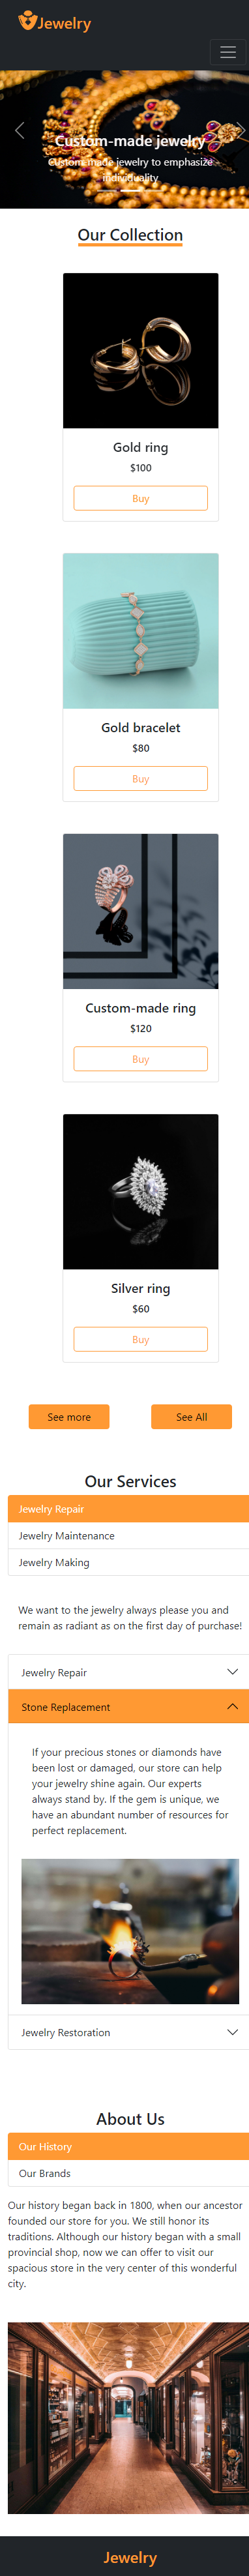 Jewelry
Custom-made jewelry
Custom-made jewelry to emphasize
individuality
Our Collection
Gold ring
$100
Buy
Gold bracelet
$80
Buy
Custom-made ring
$120
Buy
Silver ring
$60
Buy
See more
See All
Our Services
Jewelry Repair
Jewelry Maintenance
Jewelry Making
We want to the jewelry always please you and
remain as radiant as on the first day of purchase!
Jewelry Repair
Stone Replacement
If your precious stones or diamonds have
been lost or damaged, our store can help
your jewelry shine again. Our experts
always stand by. If the gem is unique, we
have an abundant number of resources for
perfect replacement.
Jewelry Restoration
About Us
Our History
Our Brands
Our history began back in 1800, when our ancestor
founded our store for you. We still honor its
traditions. Although our history began with a small
provincial shop, now we can offer to visit our
spacious store in the very center of this wonderful
city.
Jewelry